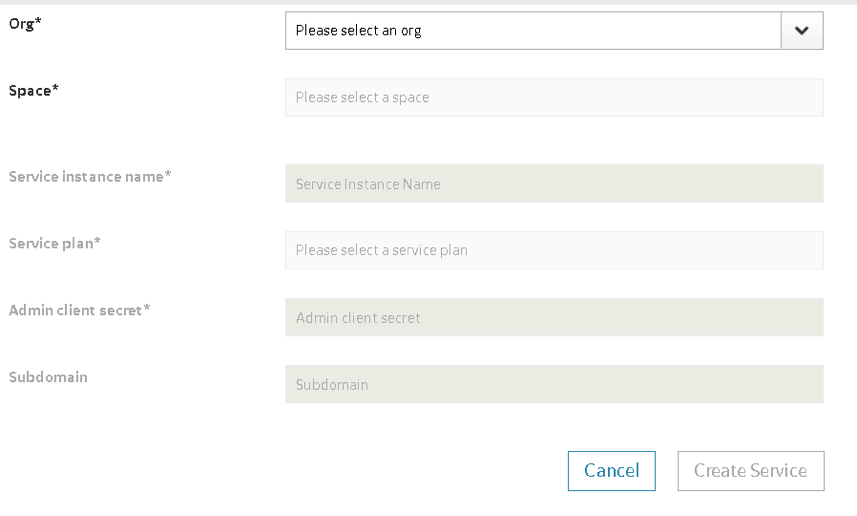 Org*
Please select an org
Space*
Please select a space
Service instance name*
Service Instance Name
Service plan*
Please select a service plan
Admin client secret*
Admin client secret
Subdomain
Subdomain
Cancel
Create Service